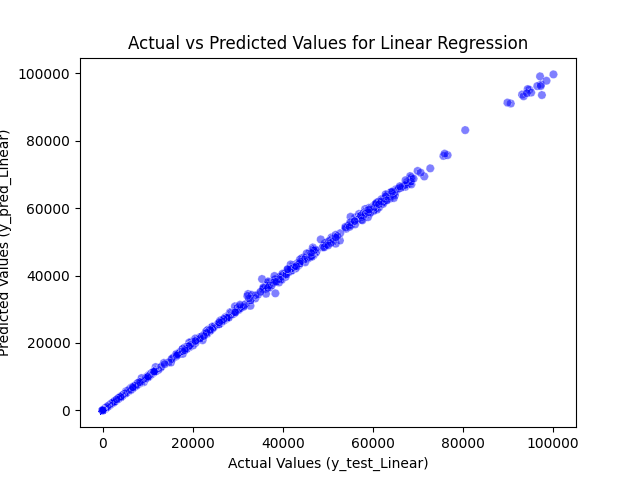 Actual vs Predicted Values for Linear Regression
100000
80000
60000
40000
20000
0
Predicted Values (y_pred_Linear)
0 20000 40000 60000 80000 100000
Actual Values (y_test_Linear)